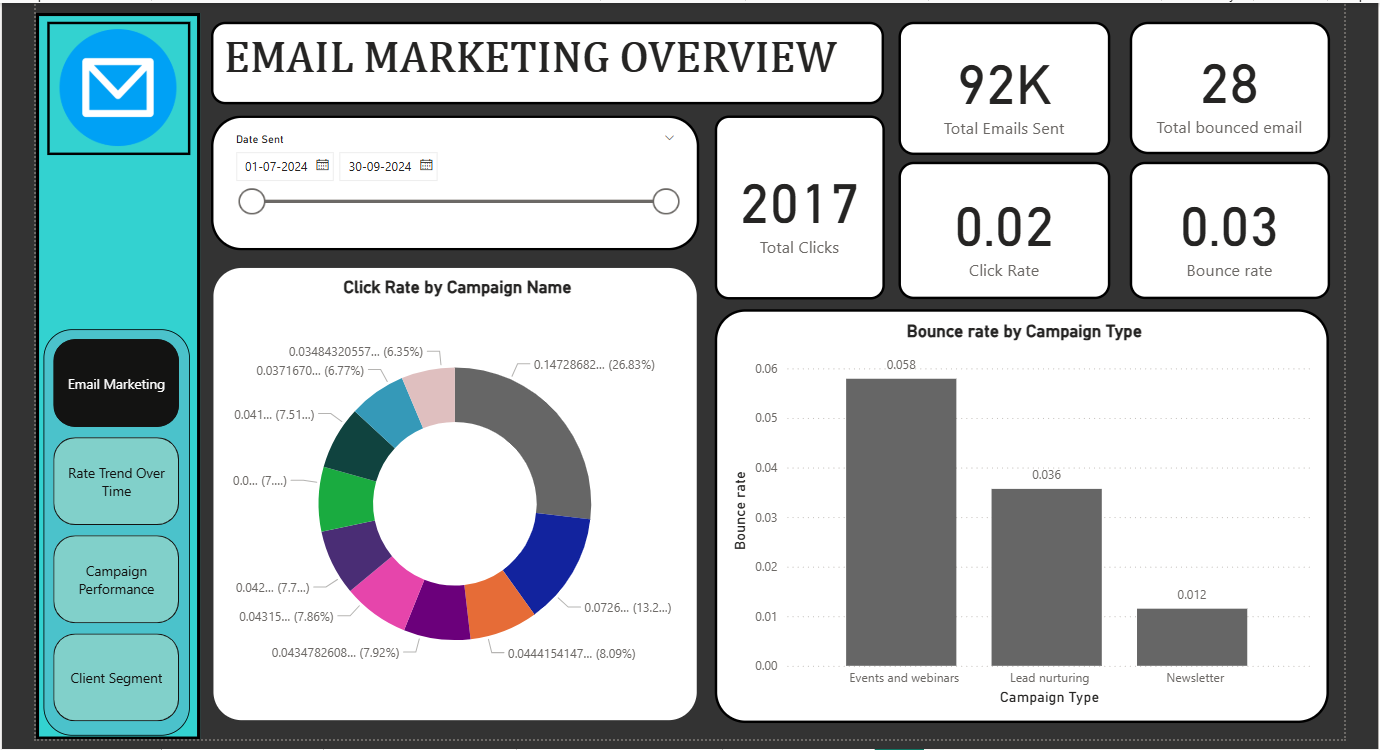 EMAIL MARKETING OVERVIEW
92K
Total Emails Sent
28
Total bounced email
Date Sent
01-07-2024
30-09-2024
2017
Total Clicks
0.02
Click Rate
0.03
Bounce rate
Email Marketing
Rate Trend Over
Time
Campaign
Performance
Client Segment
Click Rate by Campaign Name
0.03484320557... (6.35%)
0.14728682... (26.83%)
0.0371670... (6.77%)
0.041... (7.51...)
0.0... (7....)
0.042... (7.7...)
0.04315... (7.86%)
0.0434782608... (7.92%)
0.0444154147... (8.09%)
0.0726... (13.2...)
Bounce rate by Campaign Type
Bounce rate
0.06
0.05
0.04
0.03
0.02
0.01
0.00
0.058
0.036
0.012
Events and webinars
Lead nurturing
Newsletter
Campaign Type